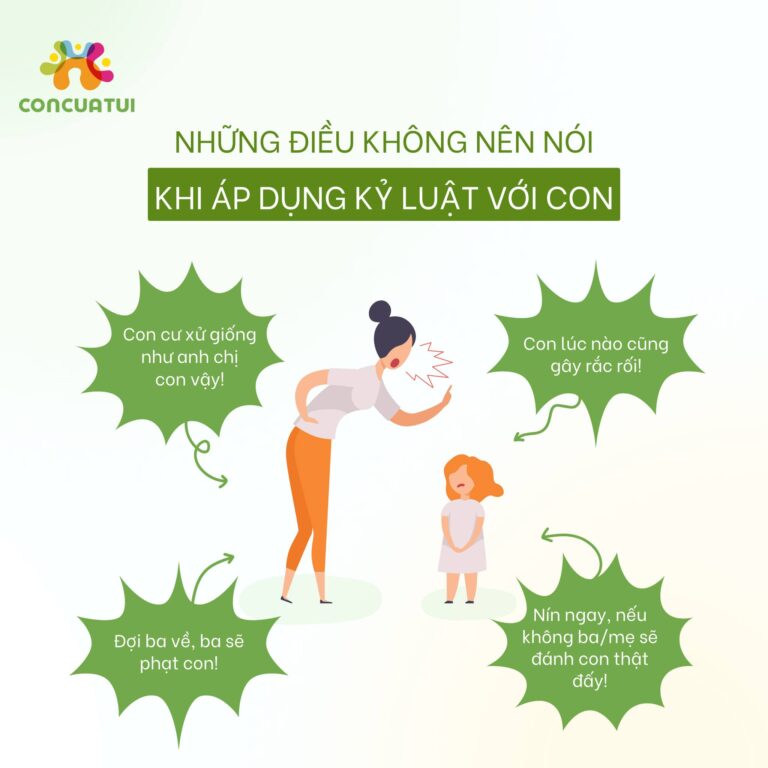 CONCUATUI
NHỮNG ĐIỀU KHÔNG NÊN NÓI
KHI ÁP DỤNG KỶ LUẬT VỚI CON
Con cư xử giống
như anh chị
con vậy!
Con lúc nào cũng
gây rắc rối!
Đợi ba về, ba sẽ
phạt con!
Nín ngay, nếu
không ba/mẹ sẽ
đánh con thật
đấy!